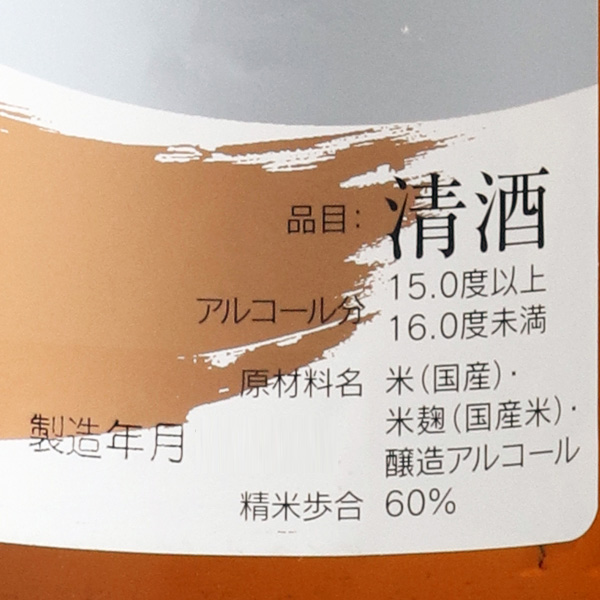 品目: 清酒
アルコール分 15.0度以上
16.0度未満
原材料名 米(国産)・
米麹(国産米)・
醸造アルコール
製造年月
精米歩合 60%